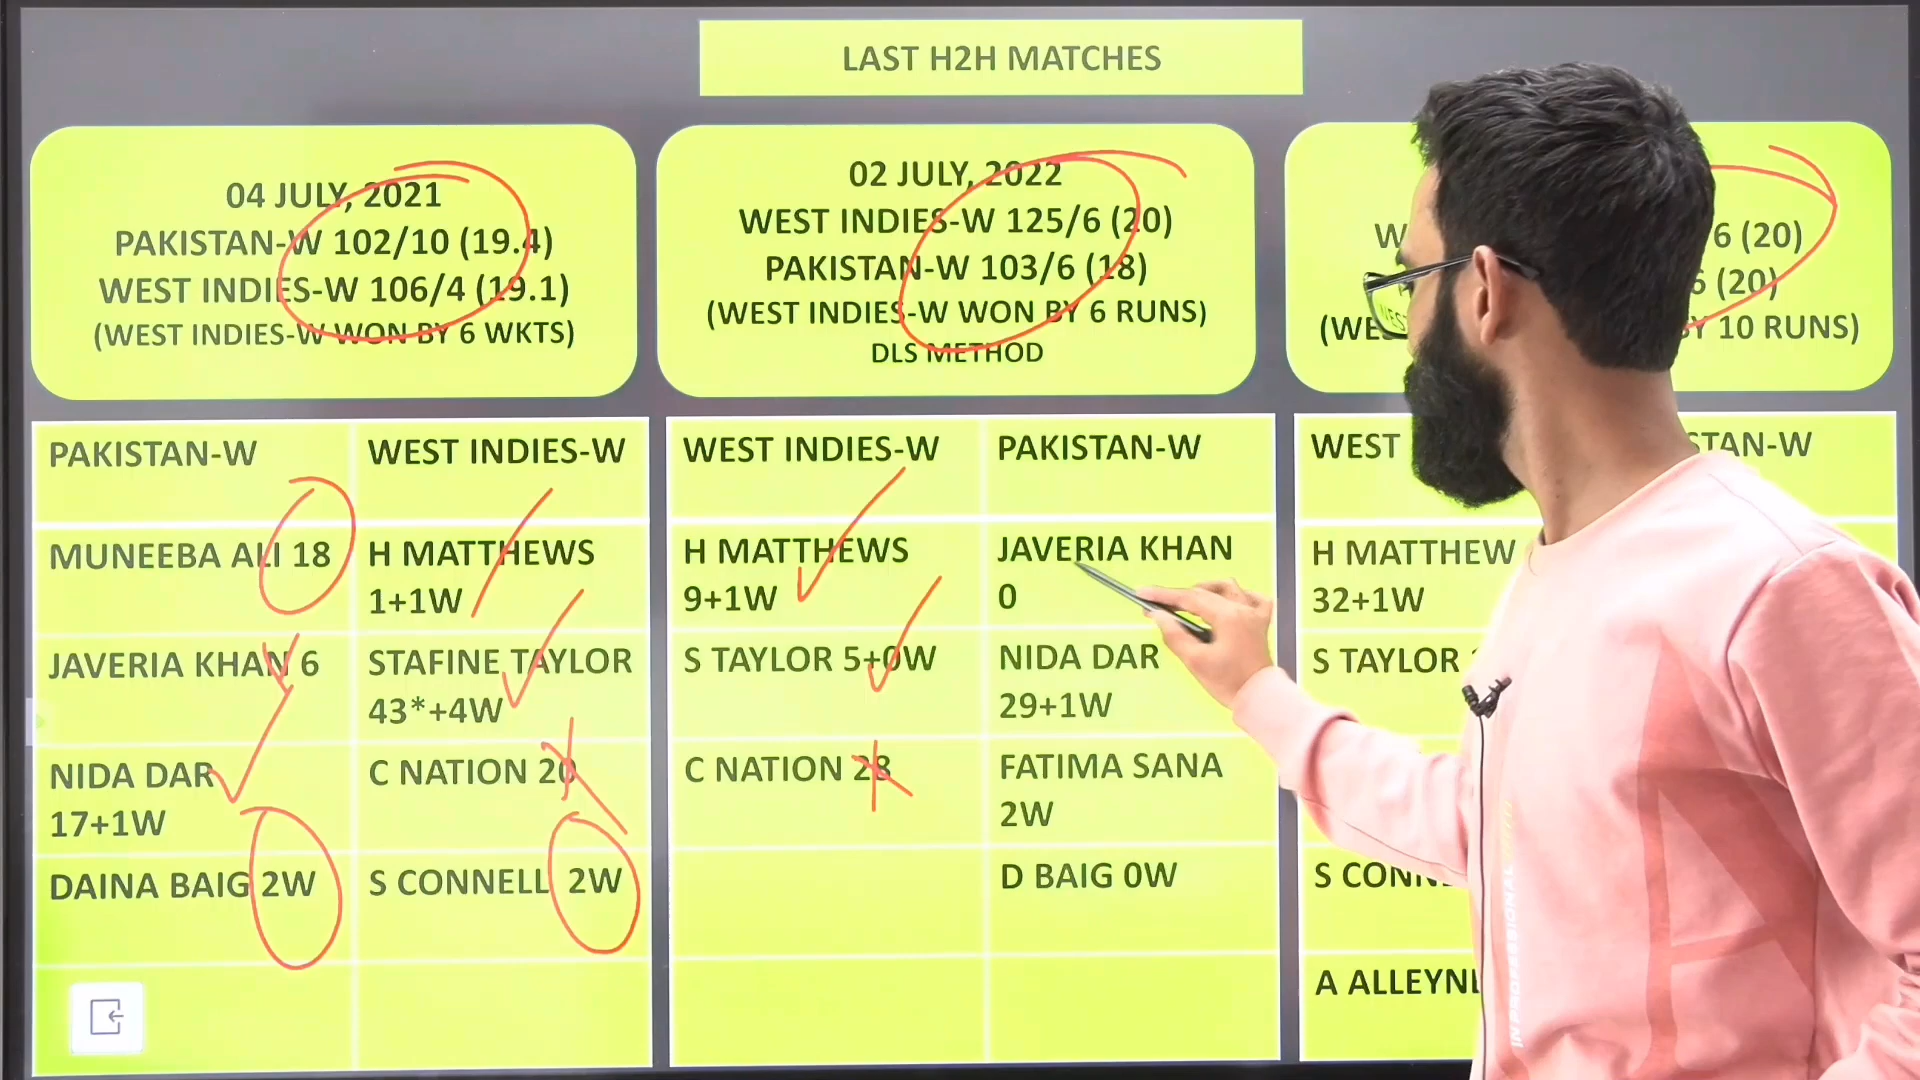 LAST H2H MATCHES
04 JULY, 2021
PAKISTAN-W 102/10 (19.4)
WEST INDIES-W 106/4 (19.1)
(WEST INDIES-W WON BY 6 WKTS)
02 JULY, 2022
WEST INDIES-W 125/6 (20)
PAKISTAN-W 103/6 (18)
(WEST INDIES-W WON BY 6 RUNS)
DLS METHOD
6 (20)
6 (20)
10 RUNS)
PAKISTAN-W WEST INDIES-W
MUNEEBA ALI 18 H MATTHEWS
1+1W
JAVERIA KHAN 6 STAFINE TAYLOR
43*+4W
NIDA DAR C NATION 20
17+1W
DAINA BAIG 2W S CONNELL 2W
WEST INDIES-W PAKISTAN-W
H MATTHEWS JAVERIA KHAN
9+1W 0
S TAYLOR 5+0W NIDA DAR
29+1W
C NATION 28 FATIMA SANA
2W
D BAIG 0W
WEST
H MATTHEW
32+1W
S TAYLOR
S CONN
A ALLEYN